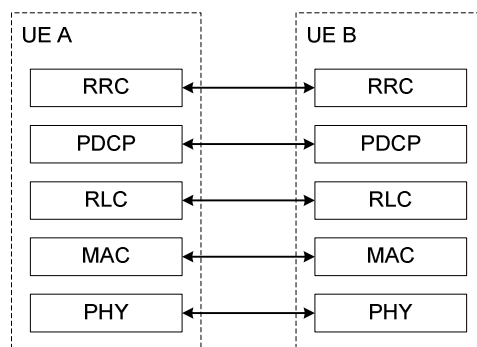 UE A UE B
RRC RRC
PDCP PDCP
RLC RLC
MAC MAC
PHY PHY